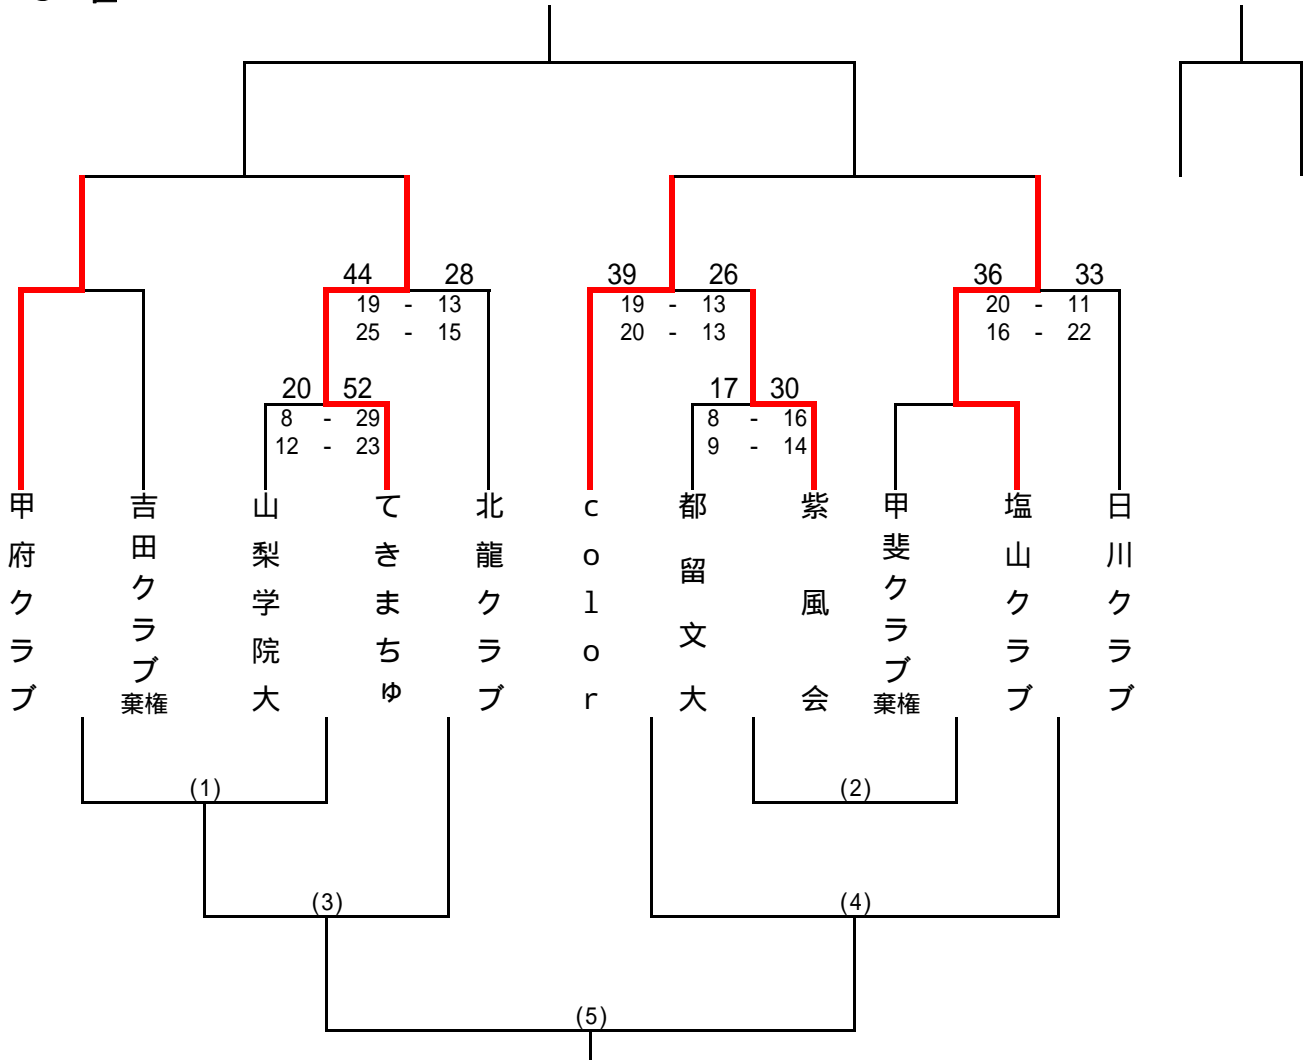 44 28
19 - 13
25 - 15
39 26
19 - 13
20 - 13
36 33
20 - 11
16 - 22
20 52
8 - 29
12 - 23
17 30
8 - 16
9 - 14
甲府クラブ
吉田クラブ
棄権
山梨学院大
てきまちゅ
北龍クラブ
color
都留文大
紫風会
甲斐クラブ
棄権
塩山クラブ
日川クラブ
(1)
(2)
(3)
(4)
(5)